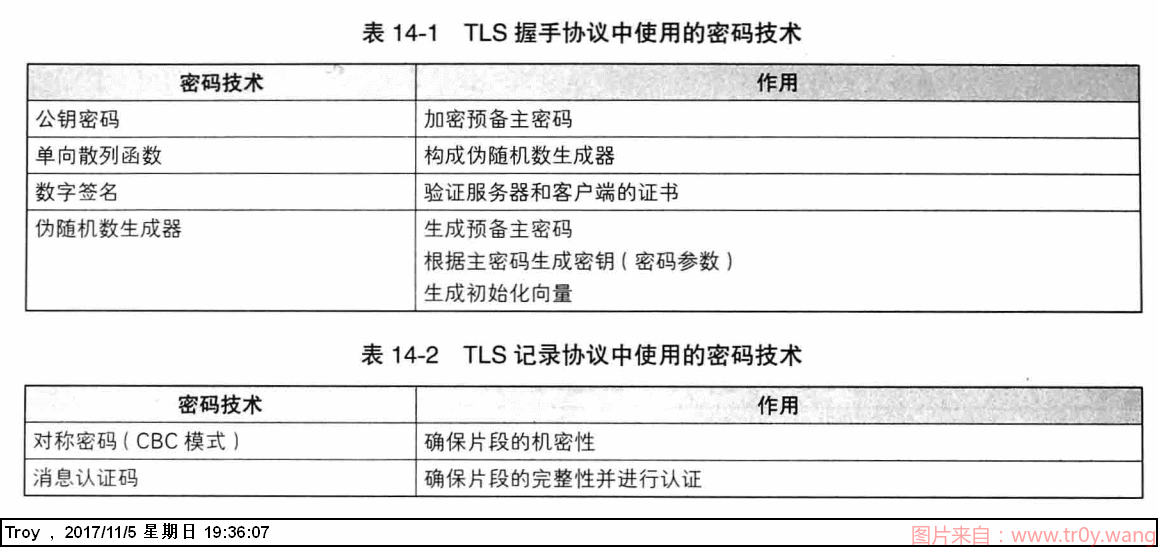 表 14-1 TLS 握手协议中使用的密码技术
密码技术 作用
公钥密码 加密预备主密码
单向散列函数 构成伪随机数生成器
数字签名 验证服务器和客户端的证书
伪随机数生成器 生成预备主密码
根据主密码生成密钥（密码参数）
生成初始化向量
表 14-2 TLS 记录协议中使用的密码技术
密码技术 作用
对称密码（CBC 模式） 确保片段的机密性
消息认证码 确保片段的完整性并进行认证
Troy , 2017/11/5 星期日 19:36:07
图片来自：www.tr0y.wang